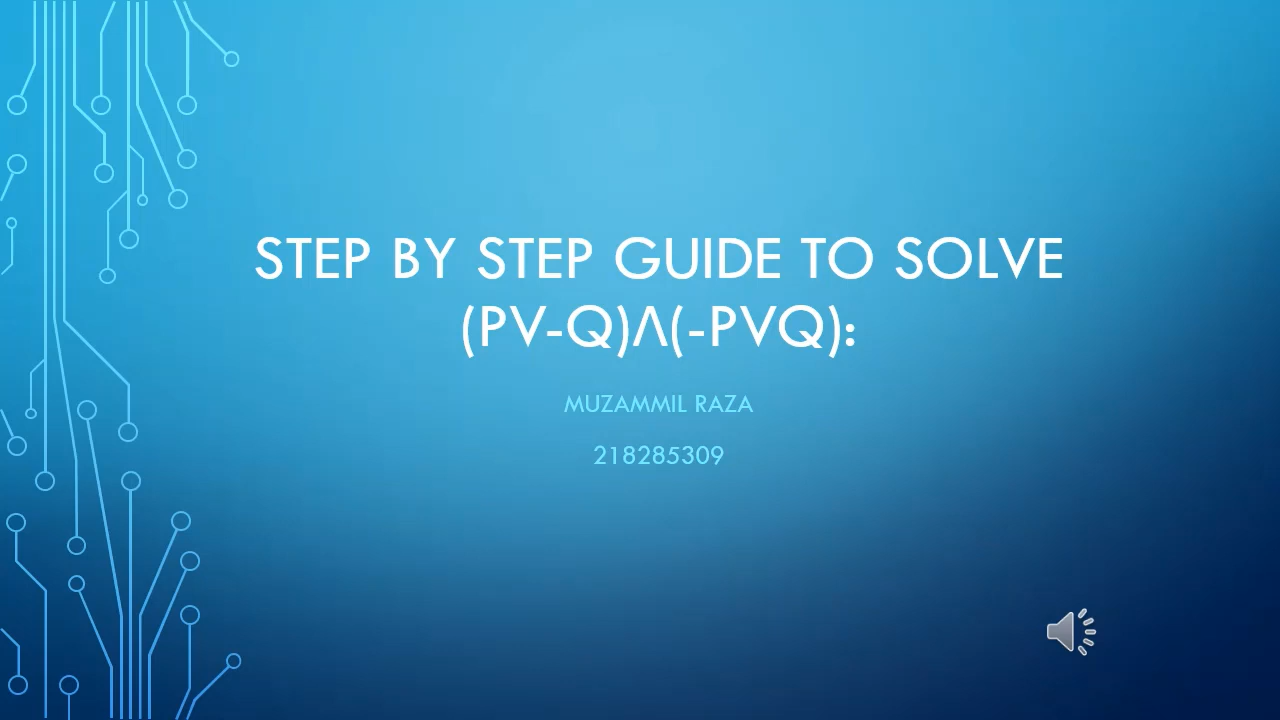 STEP BY STEP GUIDE TO SOLVE
(PV-Q)Λ(-PVQ):
MUZAMMIL RAZA
218285309